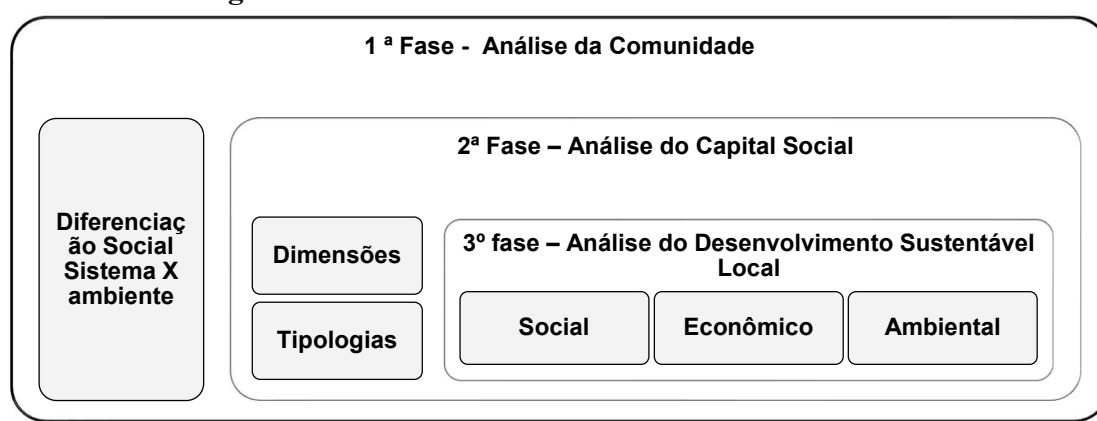 1 ª Fase - Análise da Comunidade
2ª Fase – Análise do Capital Social
Diferenciaç
ão Social
Sistema X
ambiente
Dimensões
Tipologias
3º fase – Análise do Desenvolvimento Sustentável
Local
Social
Econômico
Ambiental